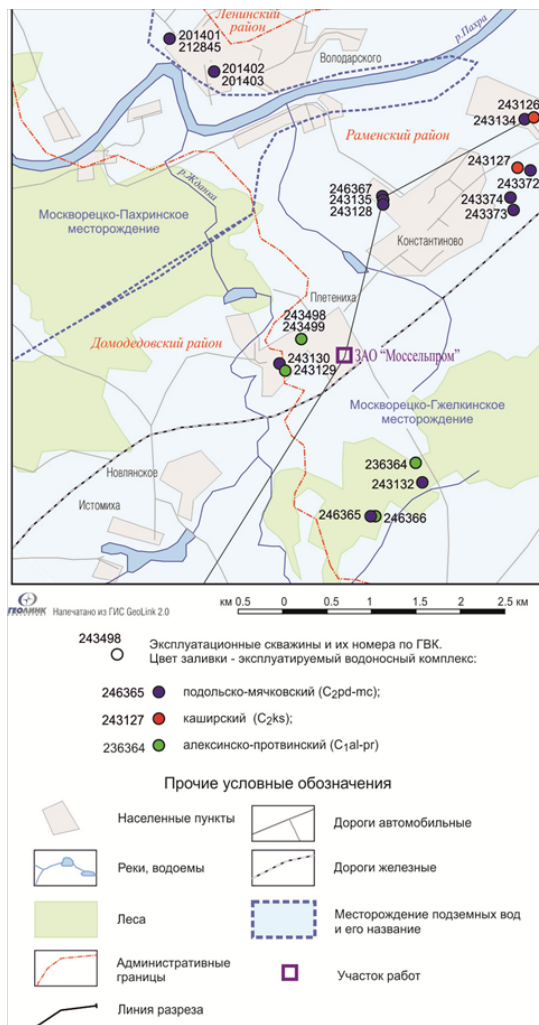 Ленинский
район
201401
212845
р.Пахра
Володарского
201402
201403
243126
243134
Раменский район
243127
р.Жданка
246367
243135
243128
243372
243374
243373
Москворецко-Пахринское
месторождение
Константиново
Плетениха
243498
243499
Домодедовский район
243130
243129
ЗАО "Моссельпром"
Москворецко-Гжелкинское
месторождение
236364
243132
Новлянское
Истомиха
246365
246366
ГЕОЛИНК
Напечатано из ГИС GeoLink 2.0
км 0.5 0 0.5 1 1.5 2 2.5 км
243498
Эксплуатационные скважины и их номера по ГВК.
Цвет заливки - эксплуатируемый водоносный комплекс:
246365 подольско-мячковский (C2pd-mc);
243127 каширский (C2ks);
236364 алексинско-протвинский (C1al-pr)
Прочие условные обозначения
Населенные пункты
Дороги автомобильные
Реки, водоемы
Дороги железные
Леса
Месторождение подземных вод
и его название
Административные
границы
Участок работ
Линия разреза